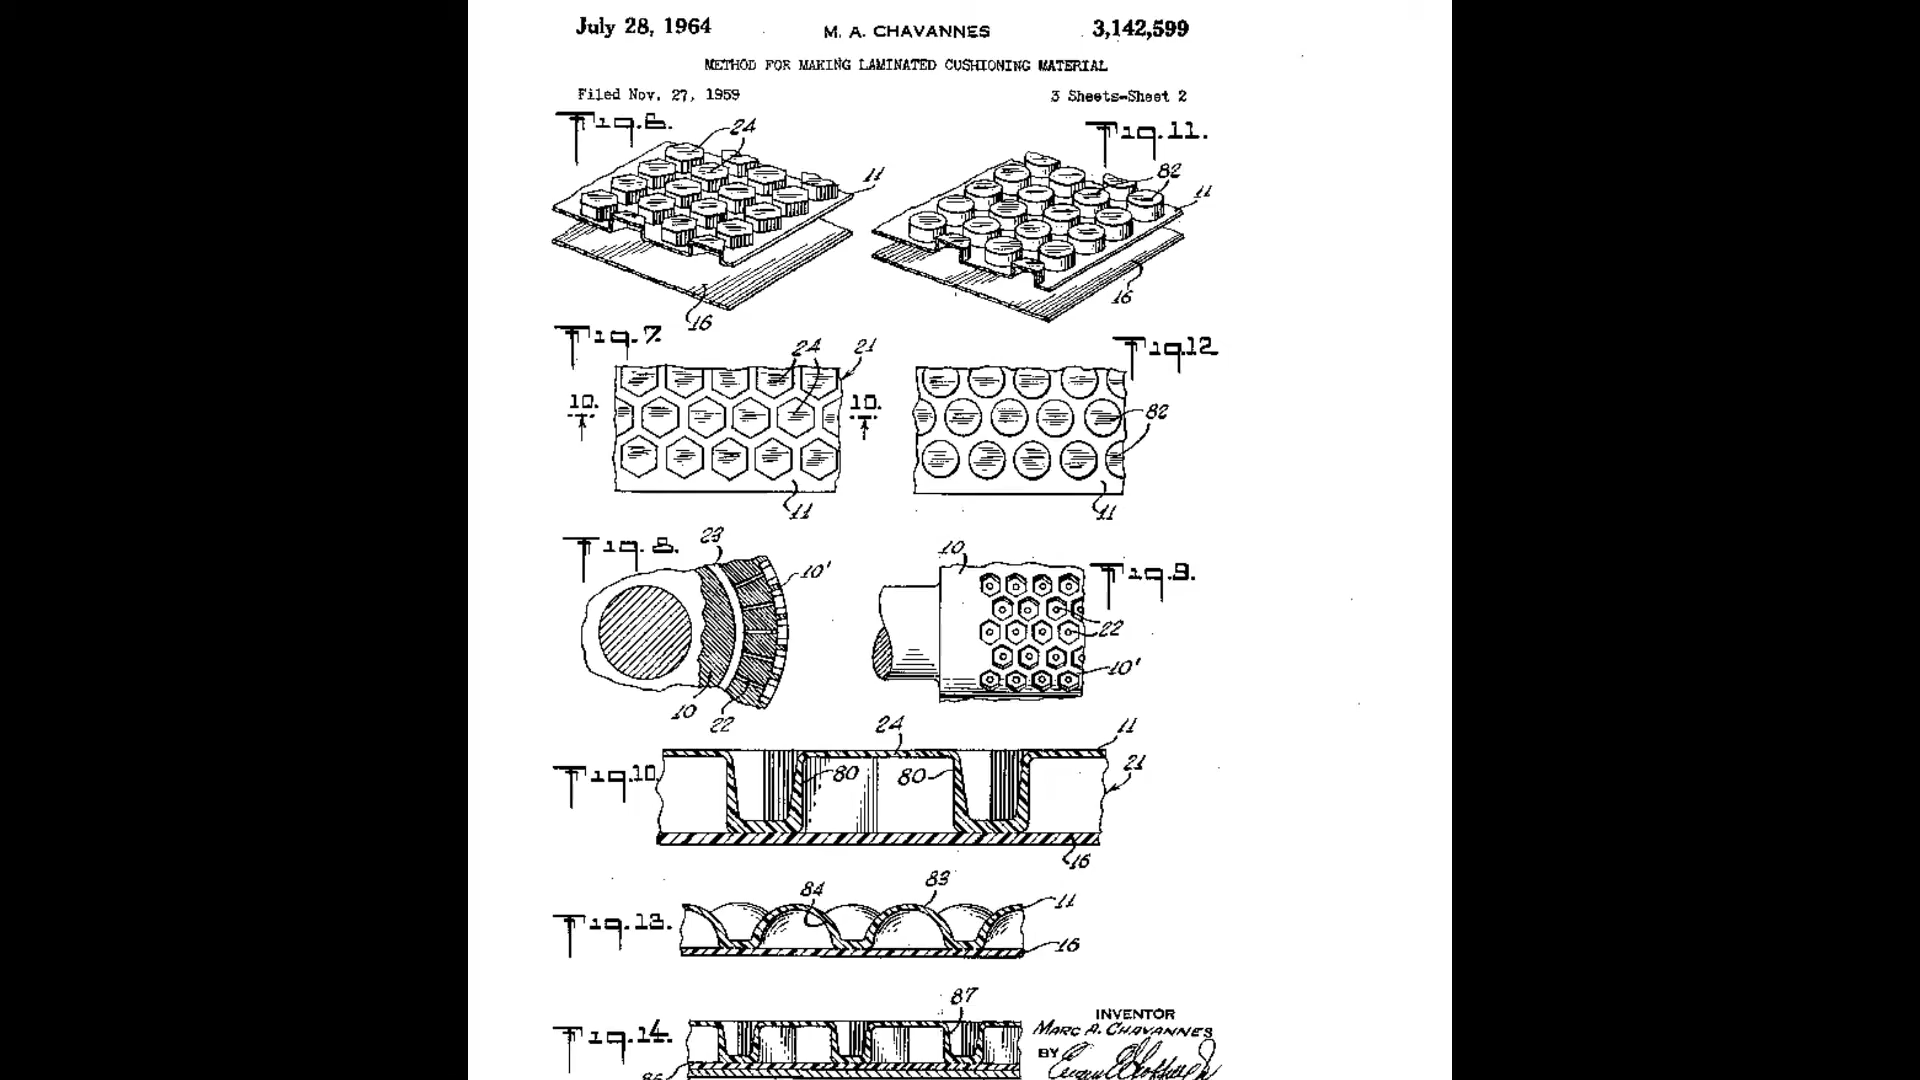 July 28, 1964 M. A. CHAVANNES 3,142,599
METHOD FOR MAKING LAMINATED CUSHIONING MATERIAL
Filed Nov. 27, 1959 3 Sheets-Sheet 2
Fig. 6. 24 11 16
Fig. 11. 82 11 16
Fig. 7. 24 21 10. 10. 11
Fig. 12 82 11
Fig. 8. 23 10' 10 22
Fig. 9. 10 22 10'
Fig. 10. 24 11 80 80 21 16
Fig. 13. 84 83 11 16
Fig. 14. 87
INVENTOR
MARC A. CHAVANNES
BY